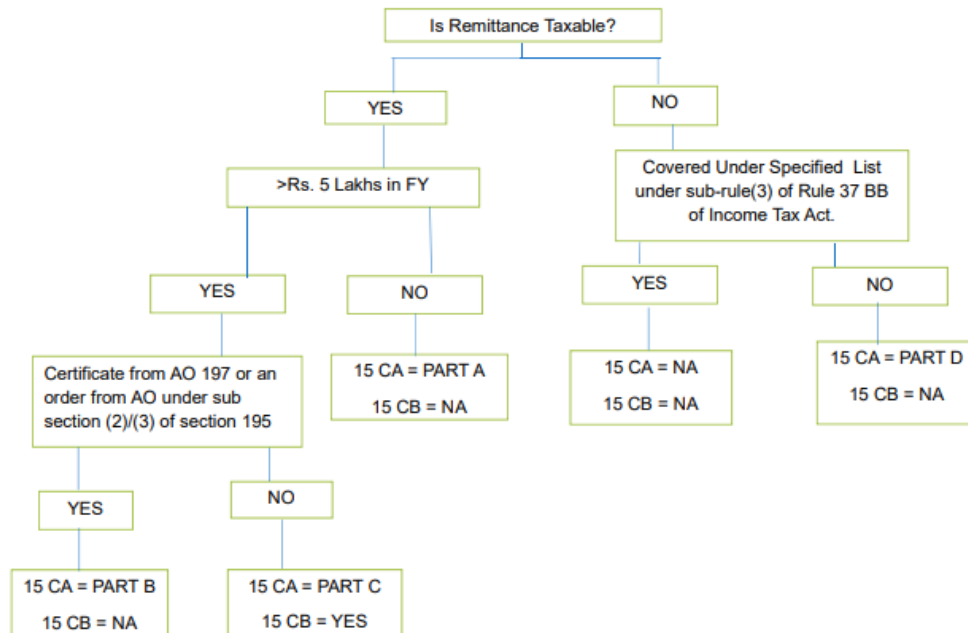 Is Remittance Taxable?
YES
NO
>Rs. 5 Lakhs in FY
Covered Under Specified List
under sub-rule(3) of Rule 37 BB
of Income Tax Act.
YES
NO
YES
NO
Certificate from AO 197 or an
order from AO under sub
section (2)/(3) of section 195
15 CA = PART A
15 CB = NA
15 CA = NA
15 CB = NA
15 CA = PART D
15 CB = NA
YES
NO
15 CA = PART B
15 CB = NA
15 CA = PART C
15 CB = YES